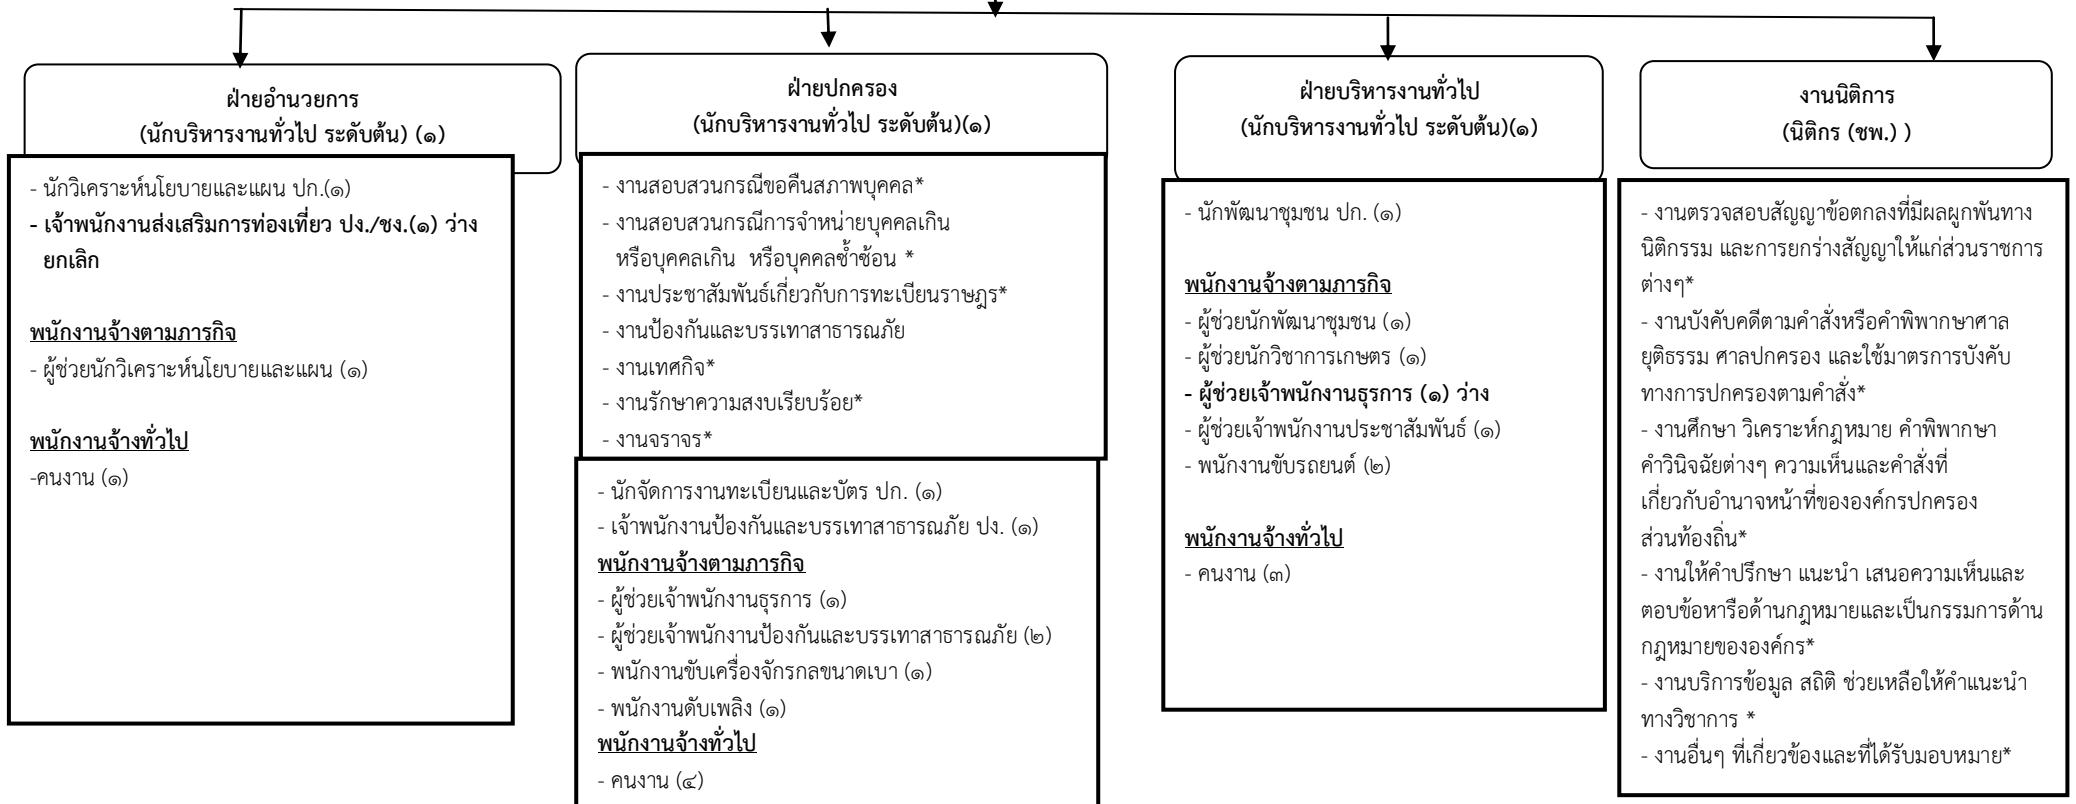 ฝ่ายอำนวยการ
(นักบริหารงานทั่วไป ระดับต้น) (๑)
- นักวิเคราะห์นโยบายและแผน ปก.(๑)
- เจ้าพนักงานส่งเสริมการท่องเที่ยว ปง./ชง.(๑) ว่าง
ยกเลิก
พนักงานจ้างตามภารกิจ
- ผู้ช่วยนักวิเคราะห์นโยบายและแผน (๑)
พนักงานจ้างทั่วไป
-คนงาน (๑)
ฝ่ายปกครอง
(นักบริหารงานทั่วไป ระดับต้น)(๑)
- งานสอบสวนกรณีขอคืนสภาพบุคคล*
- งานสอบสวนกรณีการจำหน่ายบุคคลเกิน
หรือบุคคลเกิน หรือบุคคลซ้ำซ้อน *
- งานประชาสัมพันธ์เกี่ยวกับการทะเบียนราษฎร*
- งานป้องกันและบรรเทาสาธารณภัย
- งานเทศกิจ*
- งานรักษาความสงบเรียบร้อย*
- งานจราจร*
- นักจัดการงานทะเบียนและบัตร ปก. (๑)
- เจ้าพนักงานป้องกันและบรรเทาสาธารณภัย ปง. (๑)
พนักงานจ้างตามภารกิจ
- ผู้ช่วยเจ้าพนักงานธุรการ (๑)
- ผู้ช่วยเจ้าพนักงานป้องกันและบรรเทาสาธารณภัย (๒)
- พนักงานขับเครื่องจักรกลขนาดเบา (๑)
- พนักงานดับเพลิง (๑)
พนักงานจ้างทั่วไป
- คนงาน (๔)
ฝ่ายบริหารงานทั่วไป
(นักบริหารงานทั่วไป ระดับต้น)(๑)
- นักพัฒนาชุมชน ปก. (๑)
พนักงานจ้างตามภารกิจ
- ผู้ช่วยนักพัฒนาชุมชน (๑)
- ผู้ช่วยนักวิชาการเกษตร (๑)
- ผู้ช่วยเจ้าพนักงานธุรการ (๑) ว่าง
- ผู้ช่วยเจ้าพนักงานประชาสัมพันธ์ (๑)
- พนักงานขับรถยนต์ (๒)
พนักงานจ้างทั่วไป
- คนงาน (๓)
งานนิติการ
(นิติกร (ชพ.) )
- งานตรวจสอบสัญญาข้อตกลงที่มีผลผูกพันทาง
นิติกรรม และการยกร่างสัญญาให้แก่ส่วนราชการ
ต่างๆ*
- งานบังคับคดีตามคำสั่งหรือคำพิพากษาศาล
ยุติธรรม ศาลปกครอง และใช้มาตรการบังคับ
ทางการปกครองตามคำสั่ง*
- งานศึกษา วิเคราะห์กฎหมาย คำพิพากษา
คำวินิจฉัยต่างๆ ความเห็นและคำสั่งที่
เกี่ยวกับอำนาจหน้าที่ขององค์กรปกครอง
ส่วนท้องถิ่น*
- งานให้คำปรึกษา แนะนำ เสนอความเห็นและ
ตอบข้อหารือด้านกฎหมายและเป็นกรรมการด้าน
กฎหมายขององค์กร*
- งานบริการข้อมูล สถิติ ช่วยเหลือให้คำแนะนำ
ทางวิชาการ *
- งานอื่นๆ ที่เกี่ยวข้องและที่ได้รับมอบหมาย*